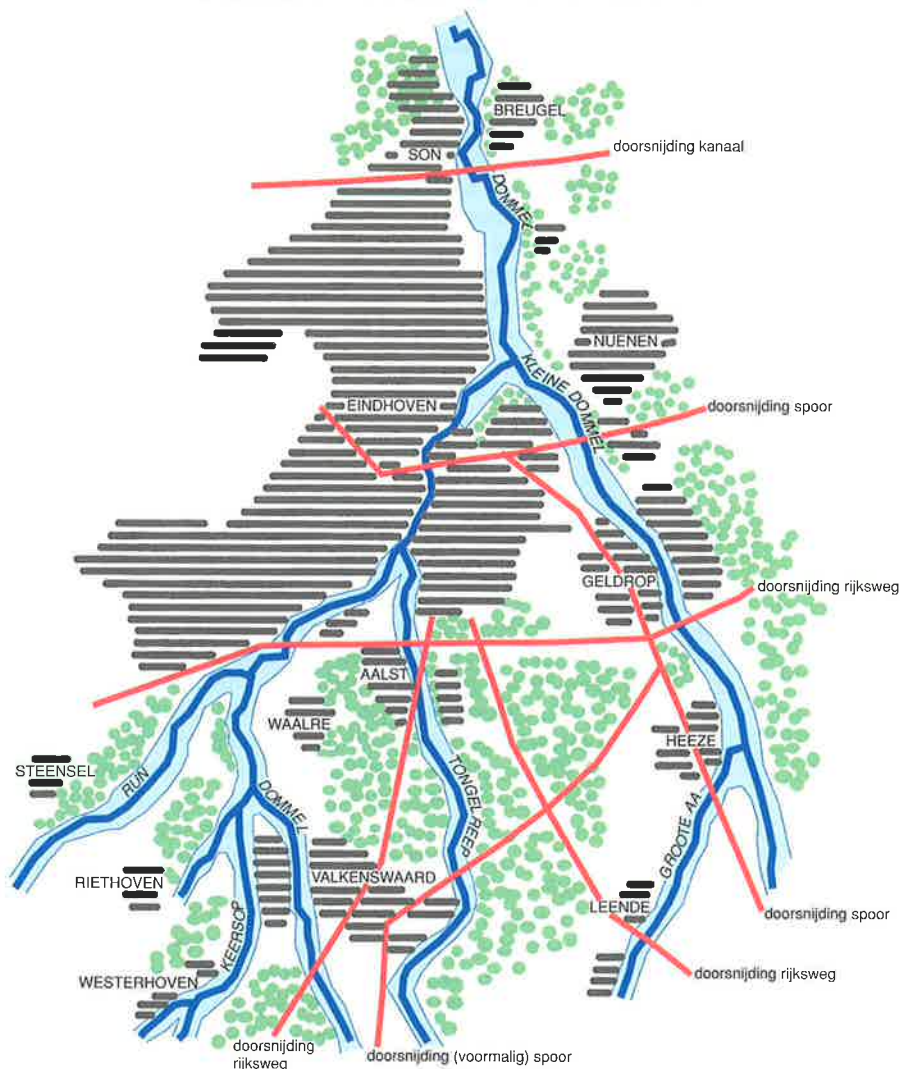 BREUGEL
doorsnijding kanaal
SON
DOMMEL
NUENEN
KLEINE DOMMEL
EINDHOVEN
doorsnijding spoor
GELDROP
doorsnijding rijksweg
AALST
WAALRE
HEEZE
STEENSEL
RUN
DOMMEL
TONGELREEP
GROOTE AA
RIETHOVEN
VALKENSWAARD
LEENDE
doorsnijding spoor
KEERSOP
WESTERHOVEN
doorsnijding rijksweg
doorsnijding
rijksweg
doorsnijding (voormalig) spoor